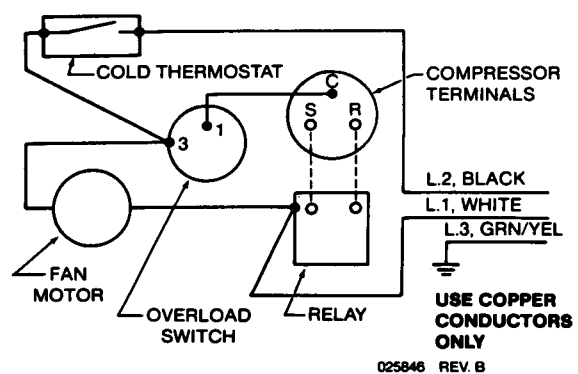 COLD THERMOSTAT
C
COMPRESSOR
TERMINALS
S R
1
3
L.2, BLACK
L.1, WHITE
L.3, GRN/YEL
FAN
MOTOR
OVERLOAD
SWITCH
RELAY
USE COPPER
CONDUCTORS
ONLY
025846 REV. B